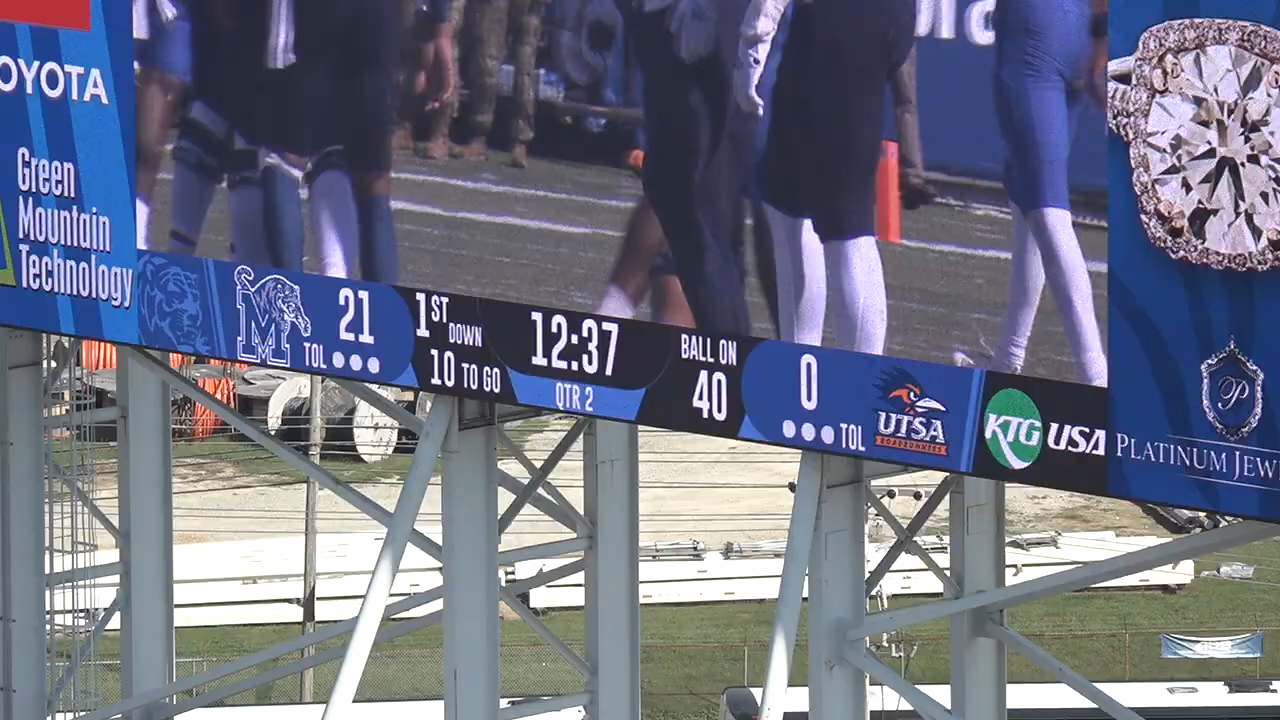 TOYOTA
Green
Mountain
Technology
M
21
TOL
1ST DOWN
10 TO GO
12:37
QTR 2
BALL ON
40
0
TOL
UTSA
ROADRUNNERS
KTG USA
P
PLATINUM JEW